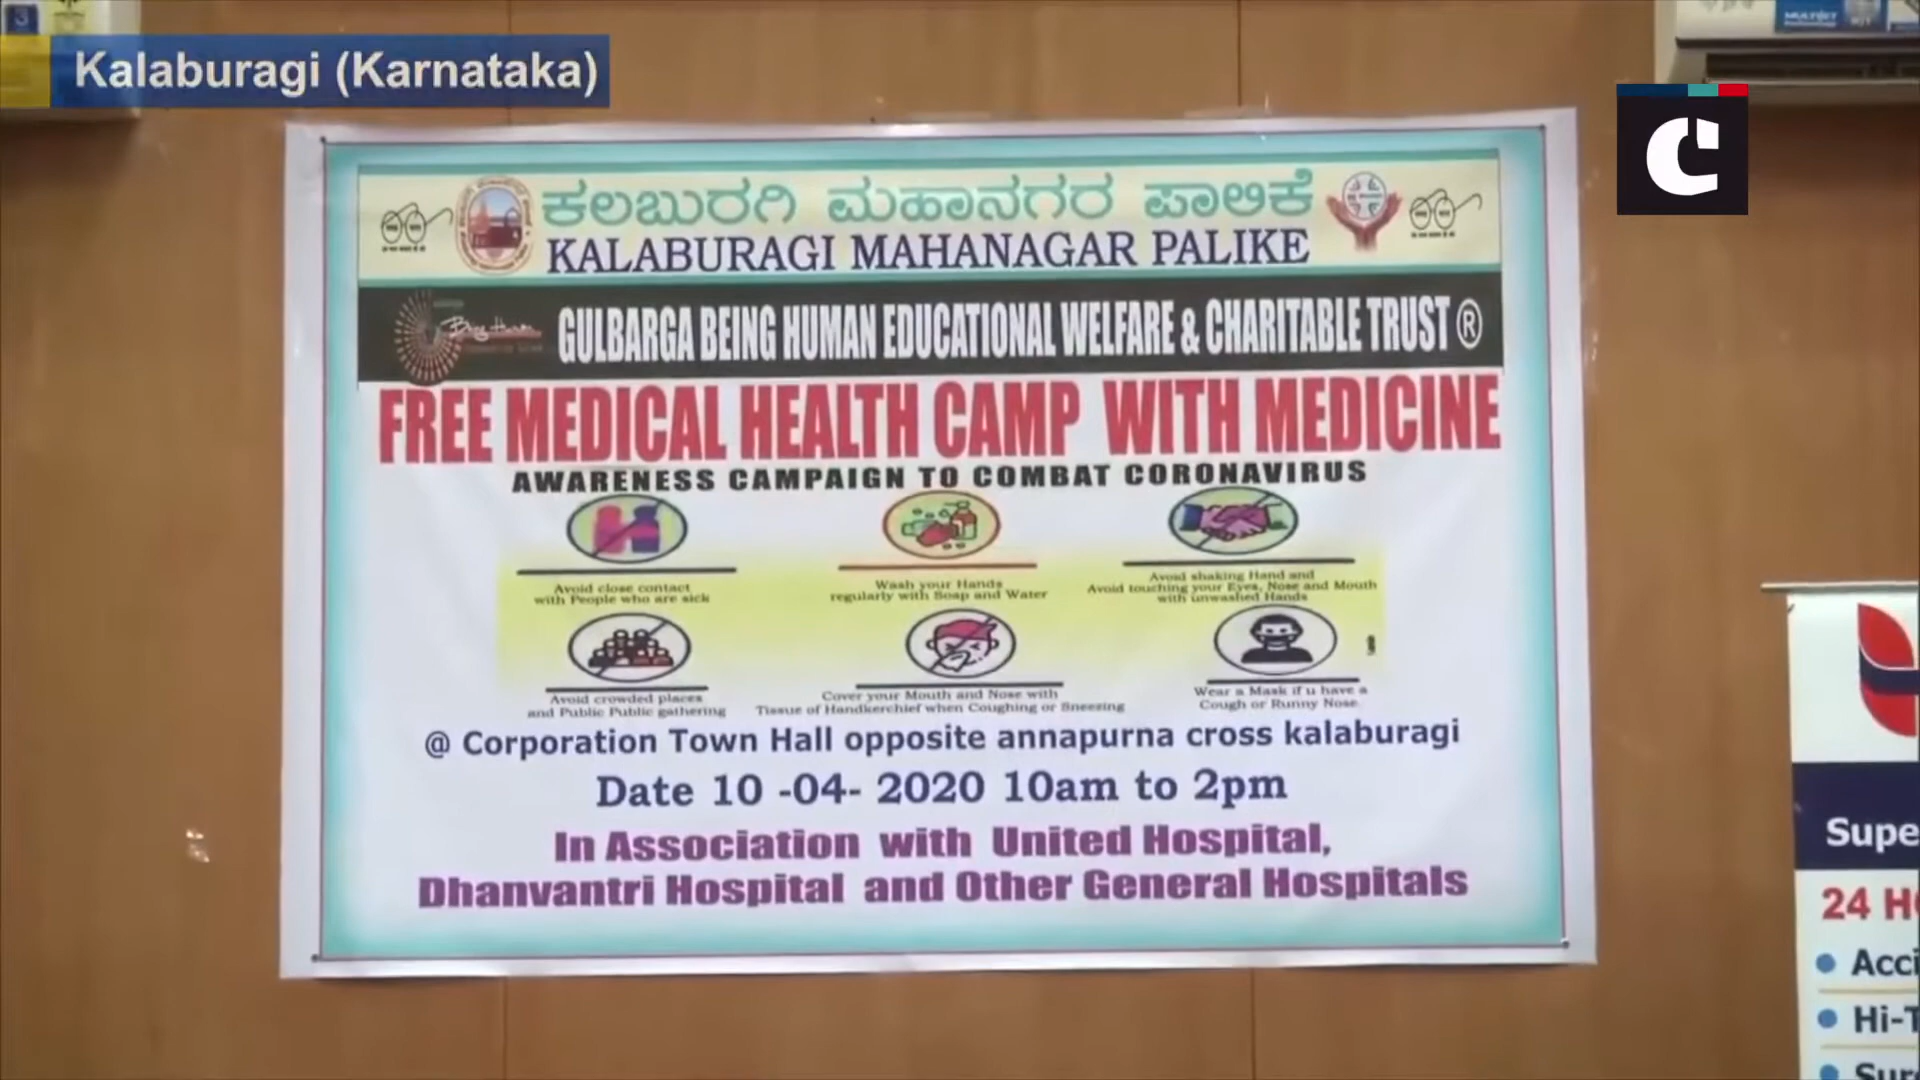 Kalaburagi (Karnataka)
ಕಲಬುರಗಿ ಮಹಾನಗರ ಪಾಲಿಕೆ
KALABURAGI MAHANAGAR PALIKE
Being Human
GULBARGA BEING HUMAN EDUCATIONAL WELFARE & CHARITABLE TRUST ®
FREE MEDICAL HEALTH CAMP WITH MEDICINE
AWARENESS CAMPAIGN TO COMBAT CORONAVIRUS
Avoid close contact
with People who are sick
Wash your Hands
regularly with Soap and Water
Avoid shaking Hand and
Avoid touching your Eyes, Nose and Mouth
with unwashed Hands
Avoid crowded places
and Public Public gathering
Cover your Mouth and Nose with
Tissue of Handkerchief when Coughing or Sneezing
Wear a Mask if u have a
Cough or Runny Nose
@ Corporation Town Hall opposite annapurna cross kalaburagi
Date 10 -04- 2020 10am to 2pm
In Association with United Hospital,
Dhanvantri Hospital and Other General Hospitals
Supe
24 H
Acci
Hi-T
Sur